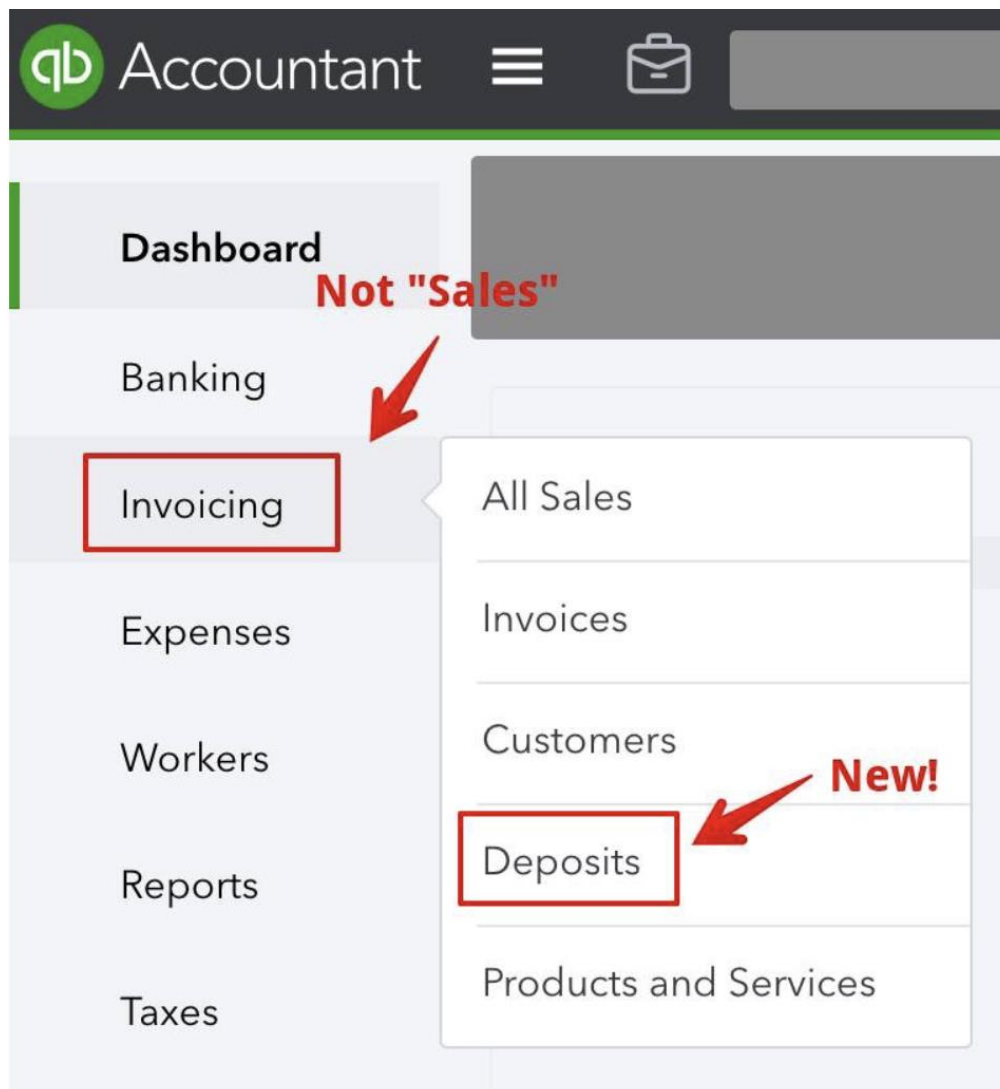 qb Accountant
Dashboard
Not "Sales"
Banking
Invoicing
All Sales
Invoices
Expenses
Customers
Workers
New!
Deposits
Reports
Products and Services
Taxes